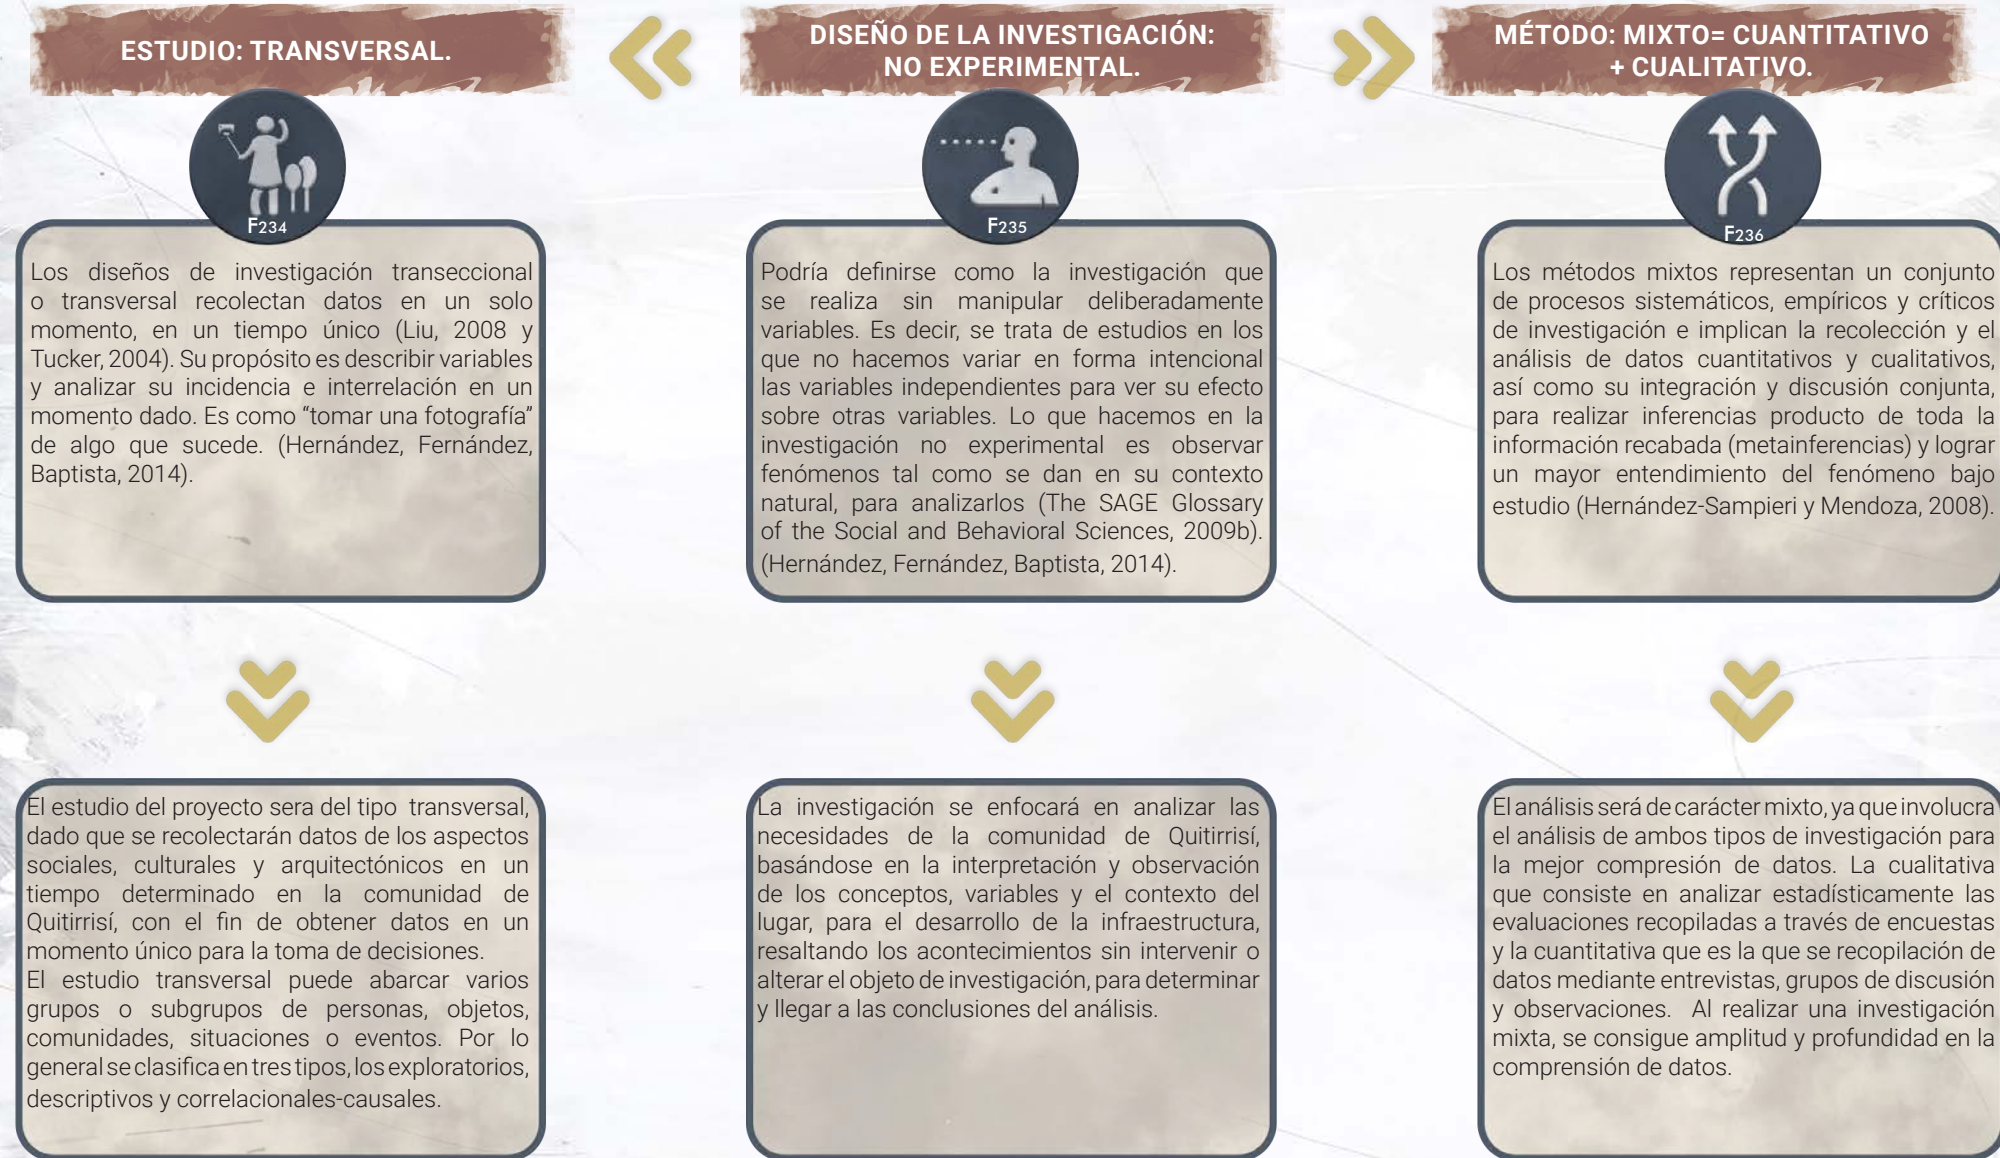 ESTUDIO: TRANSVERSAL.
F234
Los diseños de investigación transeccional
o transversal recolectan datos en un solo
momento, en un tiempo único (Liu, 2008 y
Tucker, 2004). Su propósito es describir variables
y analizar su incidencia e interrelación en un
momento dado. Es como “tomar una fotografía”
de algo que sucede. (Hernández, Fernández,
Baptista, 2014).
El estudio del proyecto sera del tipo transversal,
dado que se recolectarán datos de los aspectos
sociales, culturales y arquitectónicos en un
tiempo determinado en la comunidad de
Quitirrisí, con el fin de obtener datos en un
momento único para la toma de decisiones.
El estudio transversal puede abarcar varios
grupos o subgrupos de personas, objetos,
comunidades, situaciones o eventos. Por lo
general se clasifica en tres tipos, los exploratorios,
descriptivos y correlacionales-causales.
DISEÑO DE LA INVESTIGACIÓN:
NO EXPERIMENTAL.
F235
Podría definirse como la investigación que
se realiza sin manipular deliberadamente
variables. Es decir, se trata de estudios en los
que no hacemos variar en forma intencional
las variables independientes para ver su efecto
sobre otras variables. Lo que hacemos en la
investigación no experimental es observar
fenómenos tal como se dan en su contexto
natural, para analizarlos (The SAGE Glossary
of the Social and Behavioral Sciences, 2009b).
(Hernández, Fernández, Baptista, 2014).
La investigación se enfocará en analizar las
necesidades de la comunidad de Quitirrisí,
basándose en la interpretación y observación
de los conceptos, variables y el contexto del
lugar, para el desarrollo de la infraestructura,
resaltando los acontecimientos sin intervenir o
alterar el objeto de investigación, para determinar
y llegar a las conclusiones del análisis.
MÉTODO: MIXTO= CUANTITATIVO
+ CUALITATIVO.
F236
Los métodos mixtos representan un conjunto
de procesos sistemáticos, empíricos y críticos
de investigación e implican la recolección y el
análisis de datos cuantitativos y cualitativos,
así como su integración y discusión conjunta,
para realizar inferencias producto de toda la
información recabada (metainferencias) y lograr
un mayor entendimiento del fenómeno bajo
estudio (Hernández-Sampieri y Mendoza, 2008).
El análisis será de carácter mixto, ya que involucra
el análisis de ambos tipos de investigación para
la mejor compresión de datos. La cualitativa
que consiste en analizar estadísticamente las
evaluaciones recopiladas a través de encuestas
y la cuantitativa que es la que se recopilación de
datos mediante entrevistas, grupos de discusión
y observaciones. Al realizar una investigación
mixta, se consigue amplitud y profundidad en la
comprensión de datos.